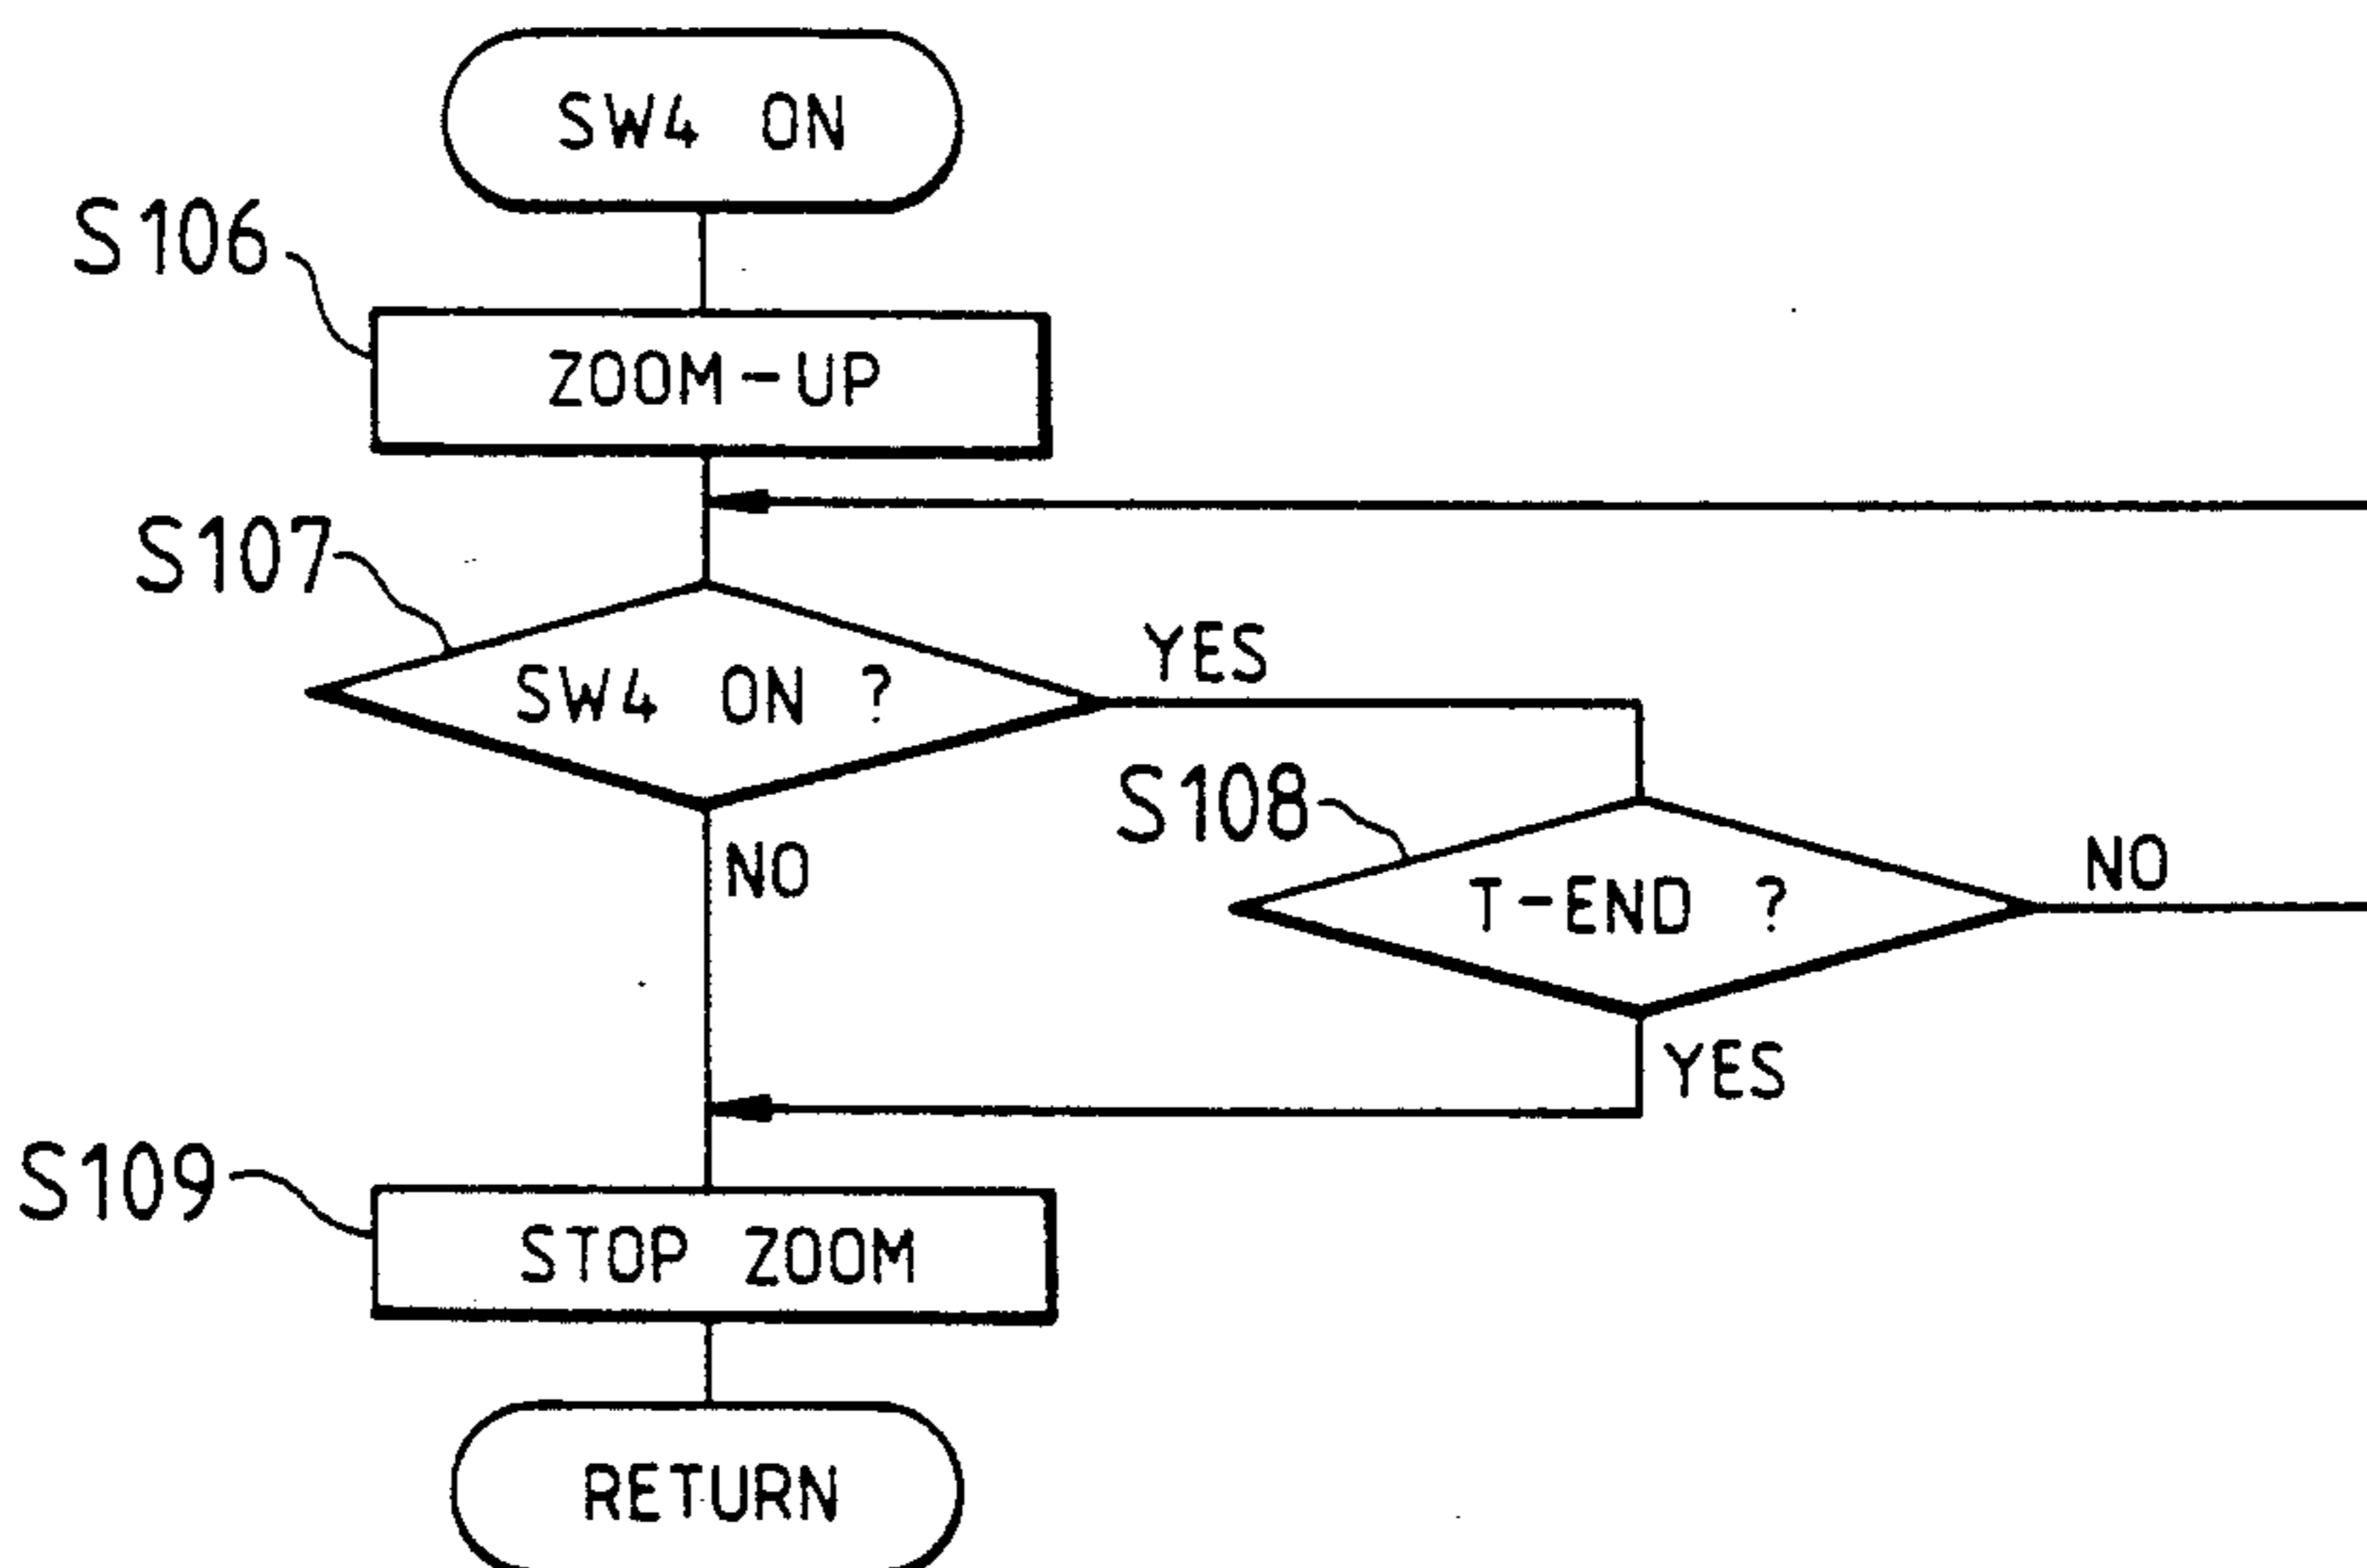 SW4 ON
S106
ZOOM-UP
S107
SW4 ON ?
YES
NO
S108
T-END ?
NO
YES
S109
STOP ZOOM
RETURN